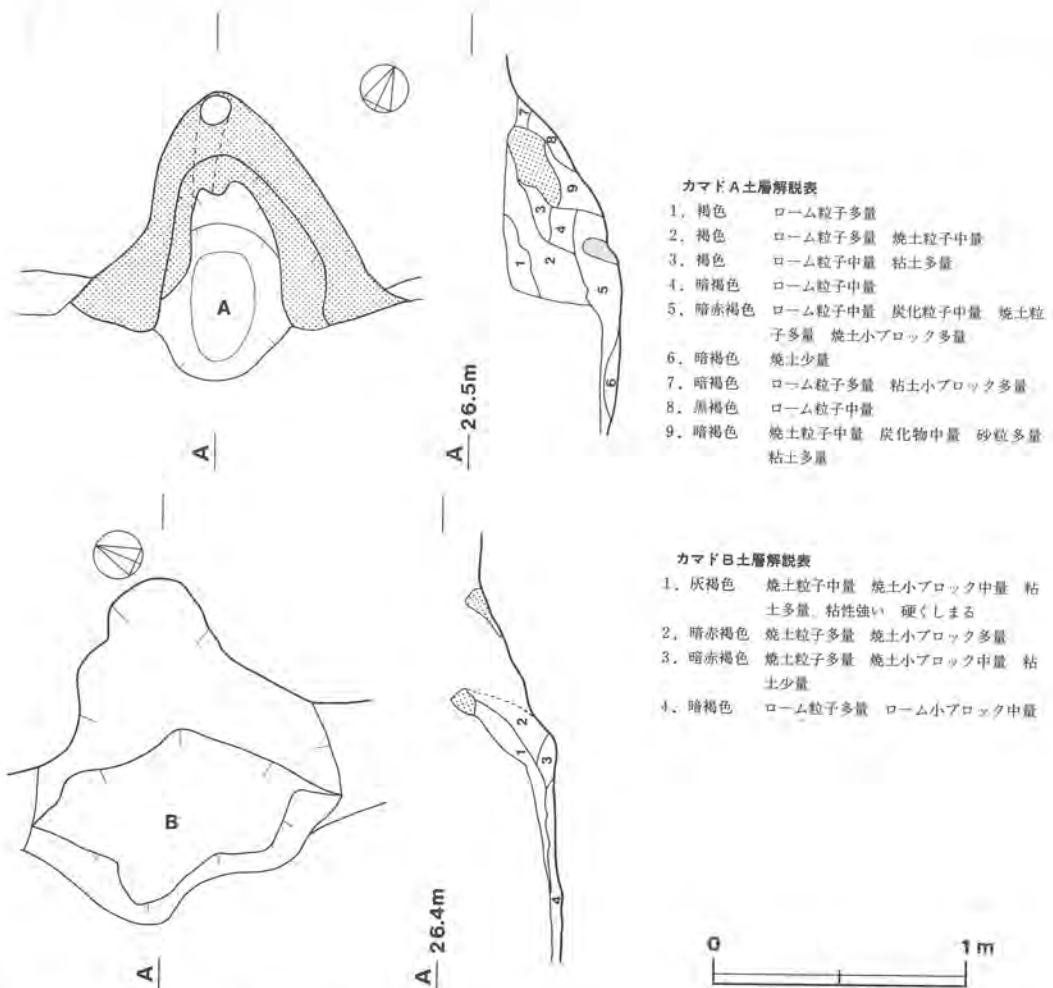 A
A
A 26.5m
7
8
9
3
4
1
2
5
6
カマドA土層解説表
1. 褐色 ローム粒子多量
2. 褐色 ローム粒子多量 焼土粒子中量
3. 褐色 ローム粒子中量 粘土多量
4. 暗褐色 ローム粒子中量
5. 暗赤褐色 ローム粒子中量 炭化粒子中量 焼土粒
子多量 焼土小ブロック多量
6. 暗褐色 焼土少量
7. 暗褐色 ローム粒子多量 粘土小ブロック多量
8. 黒褐色 ローム粒子中量
9. 暗褐色 焼土粒子中量 炭化物中量 砂粒多量
粘土多量
B
A
A 26.4m
2
1
3
4
カマドB土層解説表
1. 灰褐色 焼土粒子中量 焼土小ブロック中量 粘
土多量 粘性強い 硬くしまる
2. 暗赤褐色 焼土粒子多量 焼土小ブロック多量
3. 暗赤褐色 焼土粒子多量 焼土小ブロック中量 粘
土少量
4. 暗褐色 ローム粒子多量 ローム小ブロック中量
0 1m